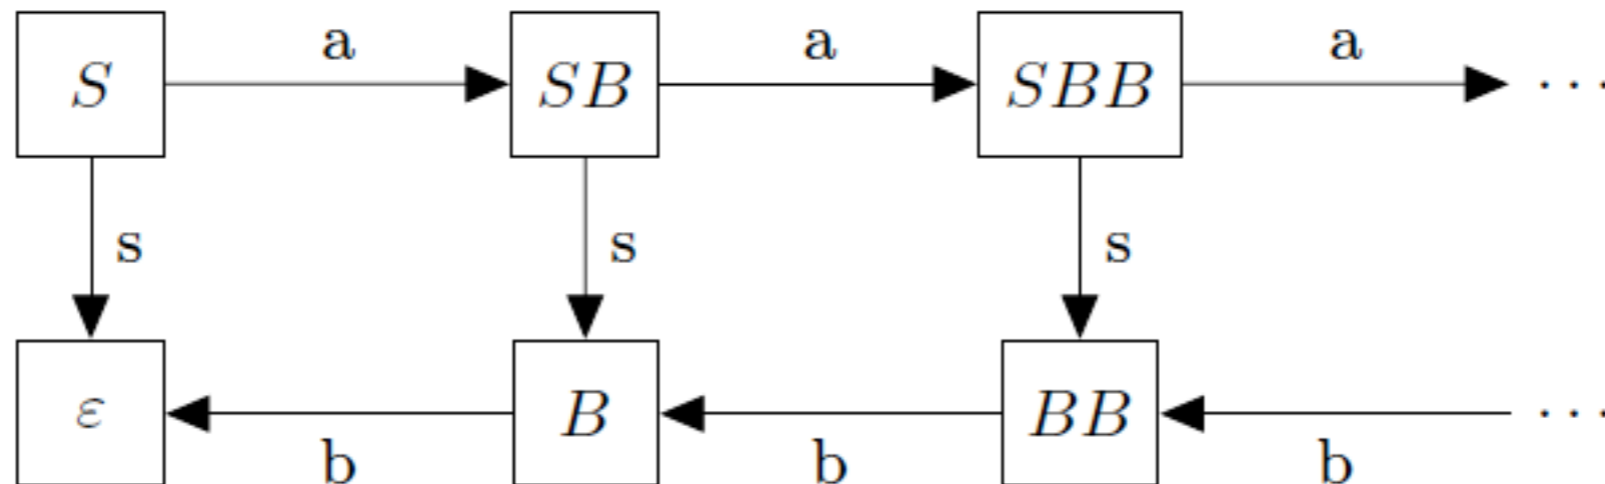 a a a
S SB SBB ···
s s s
ε B BB ···
b b b